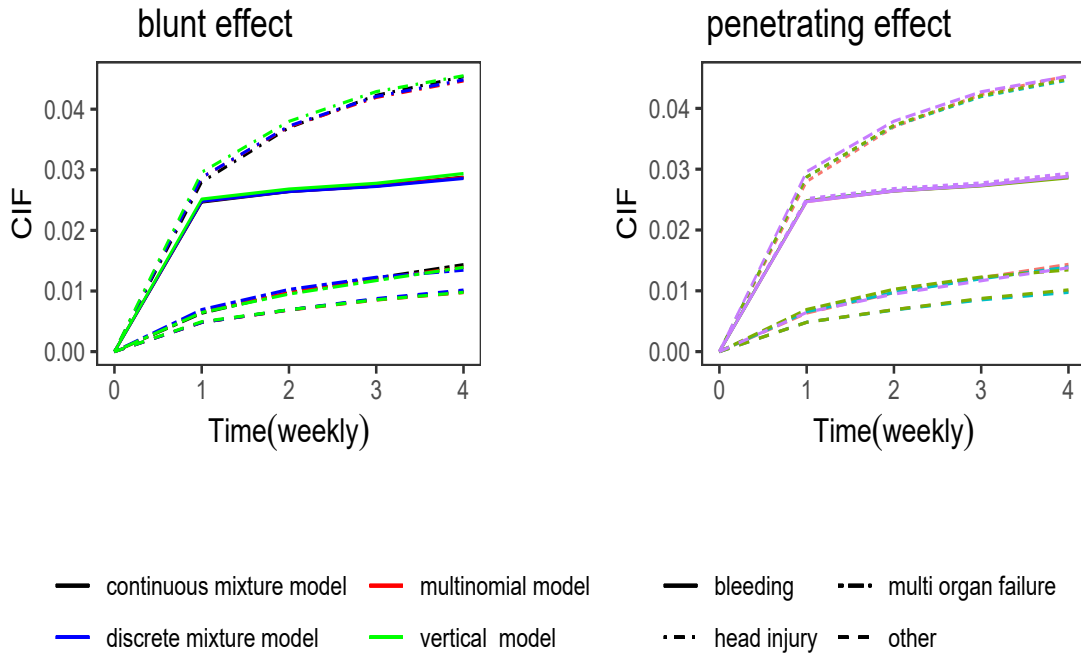 blunt effect
penetrating effect
CIF
0.04
0.03
0.02
0.01
0.00
0 1 2 3 4
Time(weekly)
CIF
0.04
0.03
0.02
0.01
0.00
0 1 2 3 4
Time(weekly)
continuous mixture model
multinomial model
bleeding
multi organ failure
discrete mixture model
vertical model
head injury
other